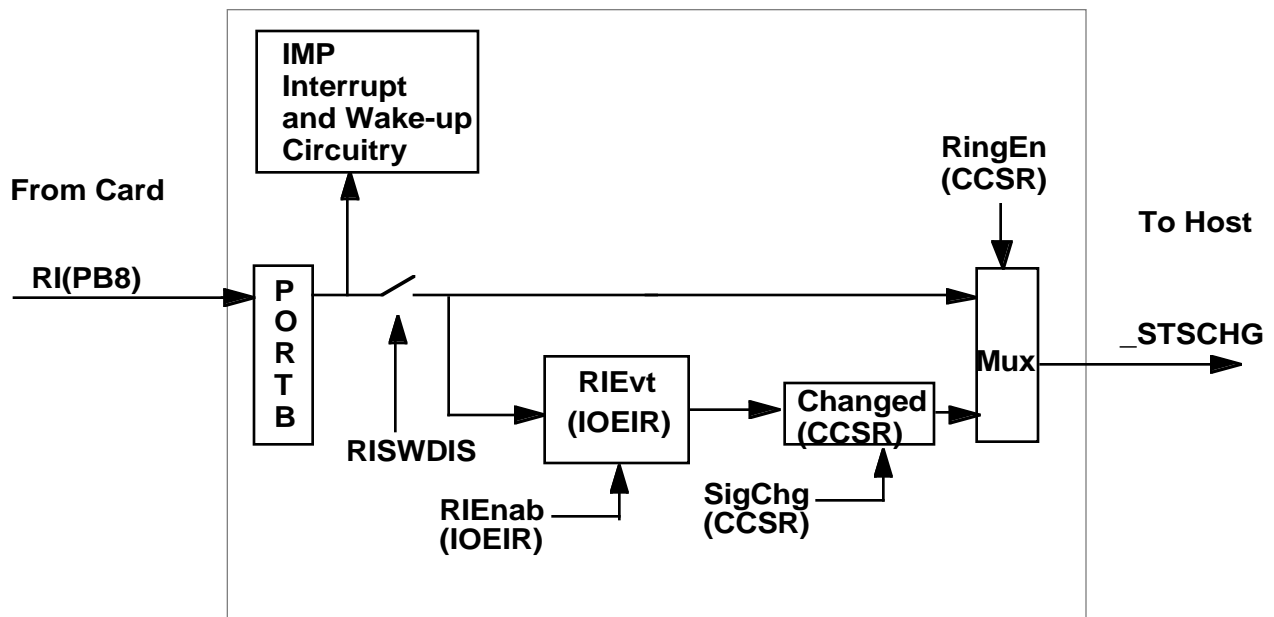 IMP
Interrupt
and Wake-up
Circuitry
RingEn
(CCSR)
From Card
To Host
RI(PB8)
P
O
R
T
B
_STSCHG
Mux
RIEvt
(IOEIR)
Changed
(CCSR)
RISWDIS
SigChg
(CCSR)
RIEnab
(IOEIR)